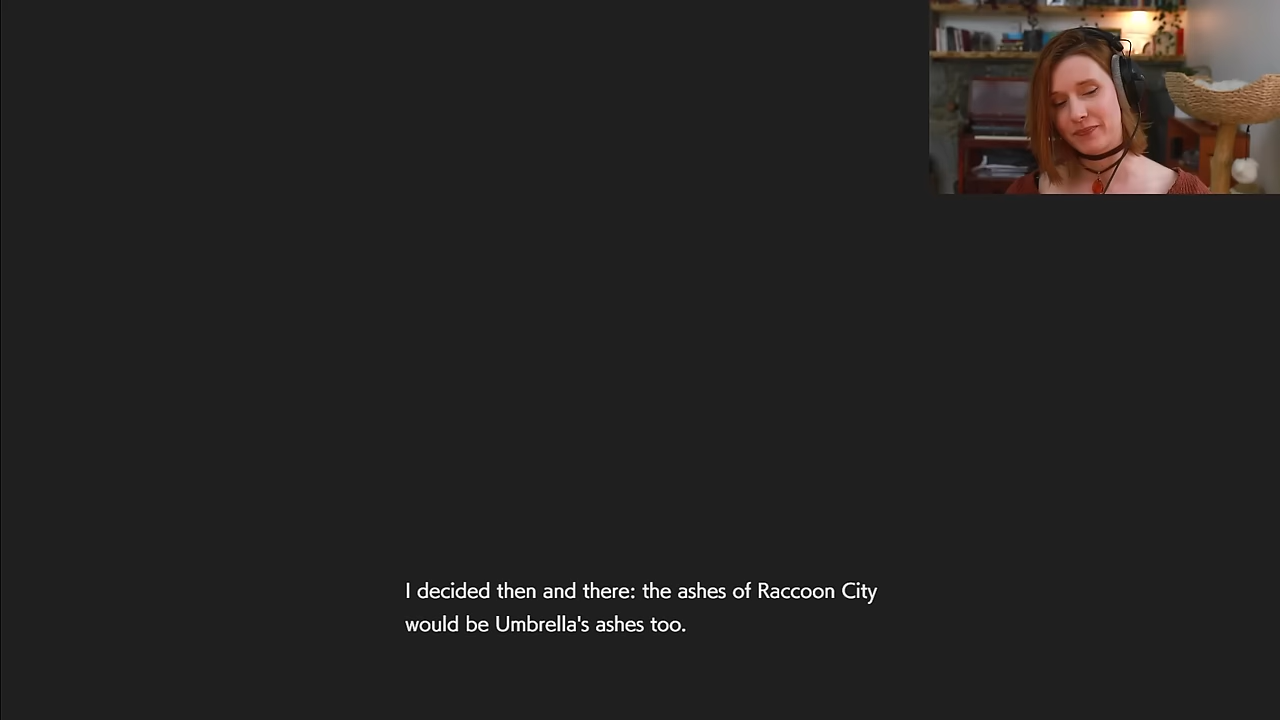 I decided then and there: the ashes of Raccoon City
would be Umbrella's ashes too.